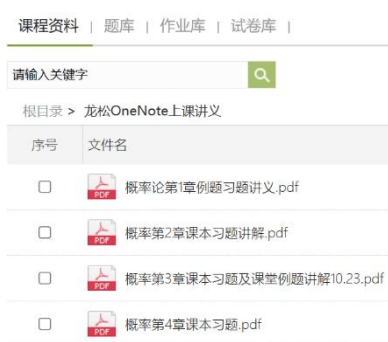 课程资料 | 题库 | 作业库 | 试卷库 |
请输入关键字
根目录 > 龙松OneNote上课讲义
序号 文件名
PDF 概率论第1章例题习题讲义.pdf
PDF 概率第2章课本习题讲解.pdf
PDF 概率第3章课本习题及课堂例题讲解10.23.pdf
PDF 概率第4章课本习题.pdf